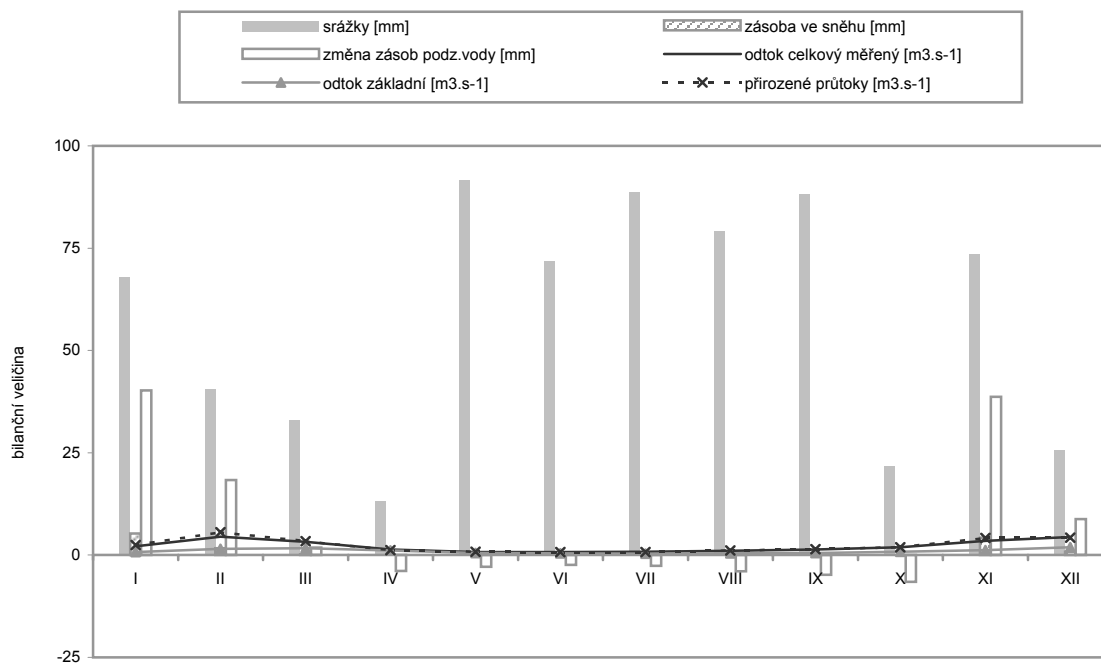 srážky [mm]
zásoba ve sněhu [mm]
změna zásob podz.vody [mm]
odtok celkový měřený [m3.s-1]
odtok základní [m3.s-1]
přirozené průtoky [m3.s-1]
100
75
50
25
0
-25
bilanční veličina
I II III IV V VI VII VIII IX X XI XII